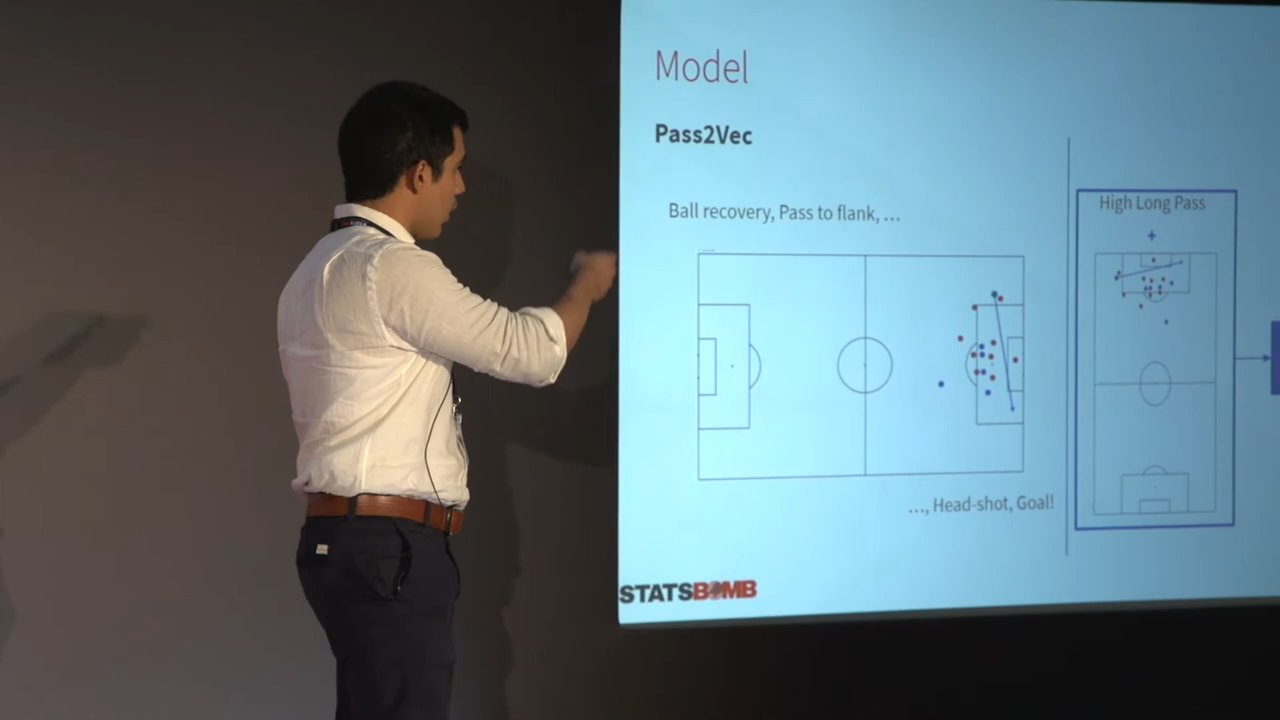 Model
Pass2Vec
Ball recovery, Pass to flank, ...
High Long Pass
..., Head-shot, Goal!
STATSBOMB